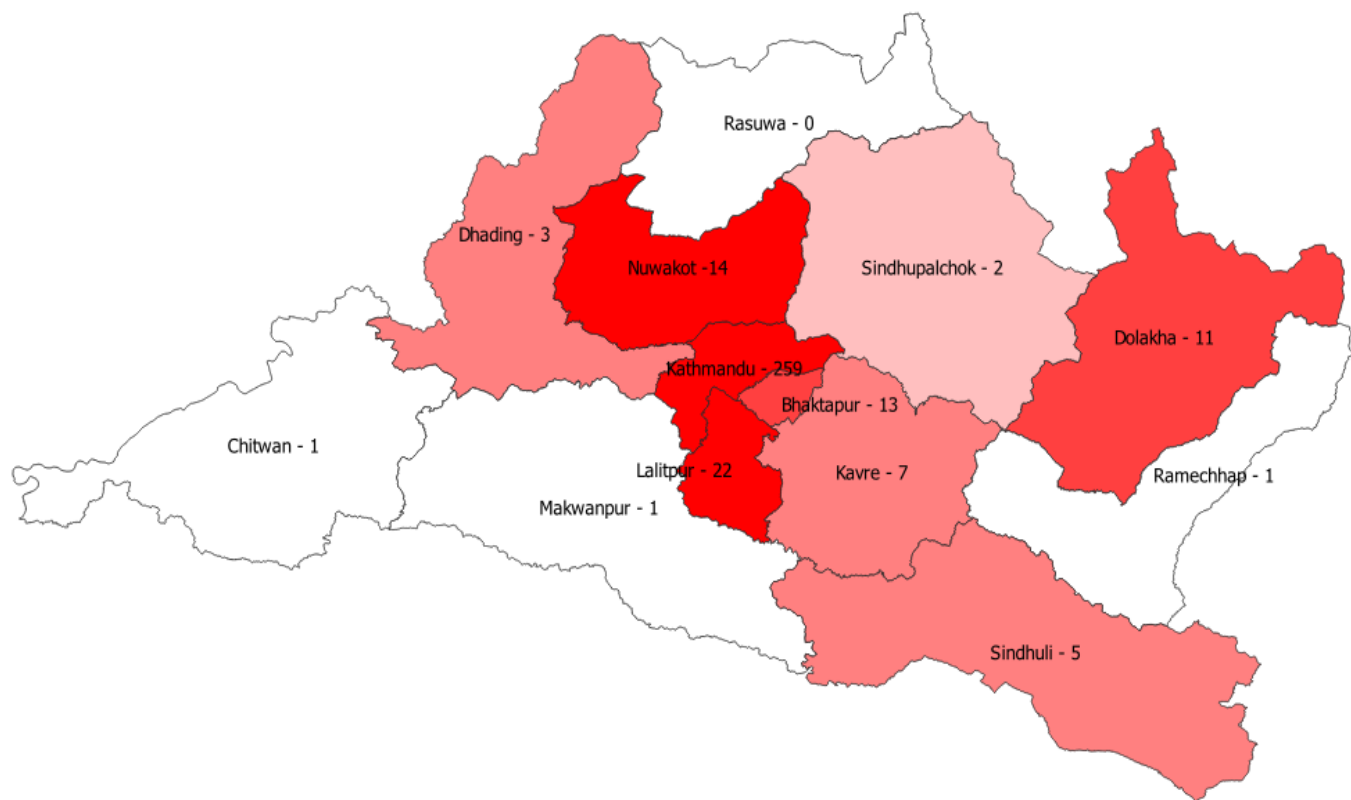 Rasuwa - 0
Dhading - 3
Nuwakot -14
Sindhupalchok - 2
Dolakha - 11
Kathmandu - 259
Bhaktapur - 13
Chitwan - 1
Lalitpur - 22
Kavre - 7
Ramechhap - 1
Makwanpur - 1
Sindhuli - 5